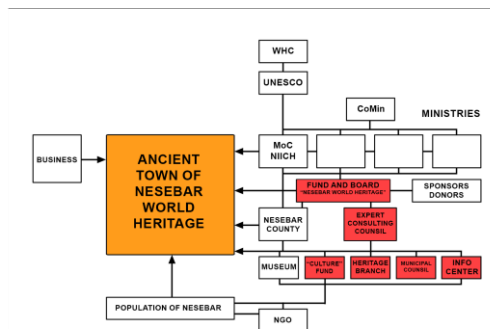 WHC
UNESCO
CoMin
MINISTRIES
BUSINESS
ANCIENT
TOWN OF
NESEBAR
WORLD
HERITAGE
MoC
NIICH
FUND AND BOARD
"NESEBAR WORLD HERITAGE"
SPONSORS
DONORS
NESEBAR
COUNTY
EXPERT
CONSULTING
COUNSIL
MUSEUM
"CULTURE"
FUND
HERITAGE
BRANCH
MUNICIPAL
COUNSIL
INFO
CENTER
POPULATION OF NESEBAR
NGO